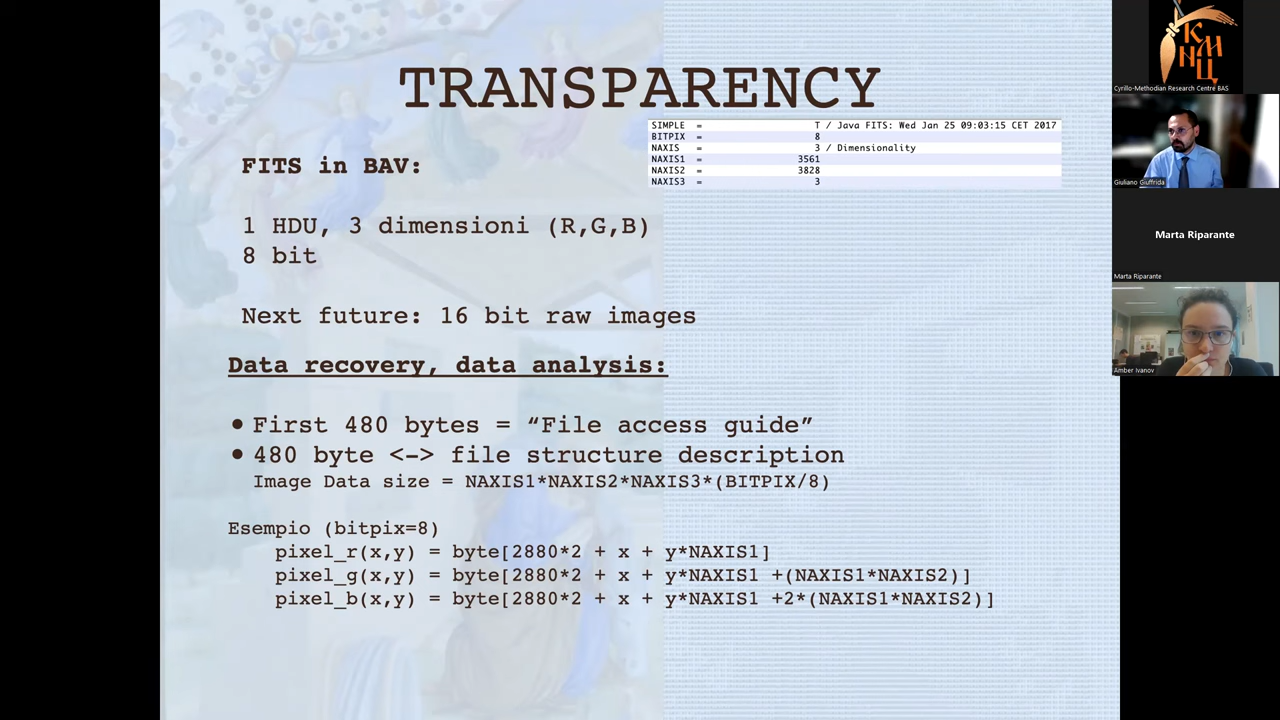 TRANSPARENCY
SIMPLE = T / Java FITS: Wed Jan 25 09:03:15 CET 2017
BITPIX = 8
NAXIS = 3 / Dimensionality
NAXIS1 = 3561
NAXIS2 = 3828
NAXIS3 = 3
FITS in BAV:
1 HDU, 3 dimensioni (R,G,B)
8 bit
Next future: 16 bit raw images
Data recovery, data analysis:
• First 480 bytes = “File access guide”
• 480 byte <-> file structure description
Image Data size = NAXIS1*NAXIS2*NAXIS3*(BITPIX/8)
Esempio (bitpix=8)
pixel_r(x,y) = byte[2880*2 + x + y*NAXIS1]
pixel_g(x,y) = byte[2880*2 + x + y*NAXIS1 +(NAXIS1*NAXIS2)]
pixel_b(x,y) = byte[2880*2 + x + y*NAXIS1 +2*(NAXIS1*NAXIS2)]
КМ
НЦ
Cyrillo-Methodian Research Centre BAS
Giuliano Giuffrida
Marta Riparante
Marta Riparante
Amber Ivanov